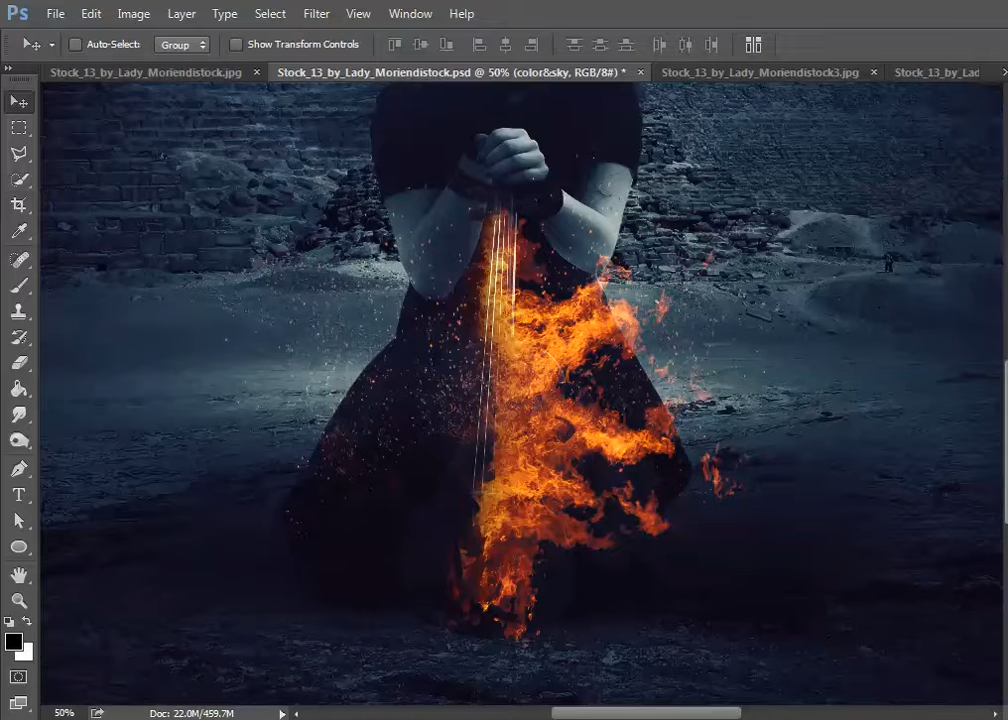 Ps File Edit Image Layer Type Select Filter View Window Help
Auto-Select: Group Show Transform Controls
Stock_13_by_Lady_Moriendistock.jpg × Stock_13_by_Lady_Moriendistock.psd @ 50% (color&sky, RGB/8#) * × Stock_13_by_Lady_Moriendistock3.jpg × Stock_13_by_Lad
T
50% Doc: 22.0M/459.7M